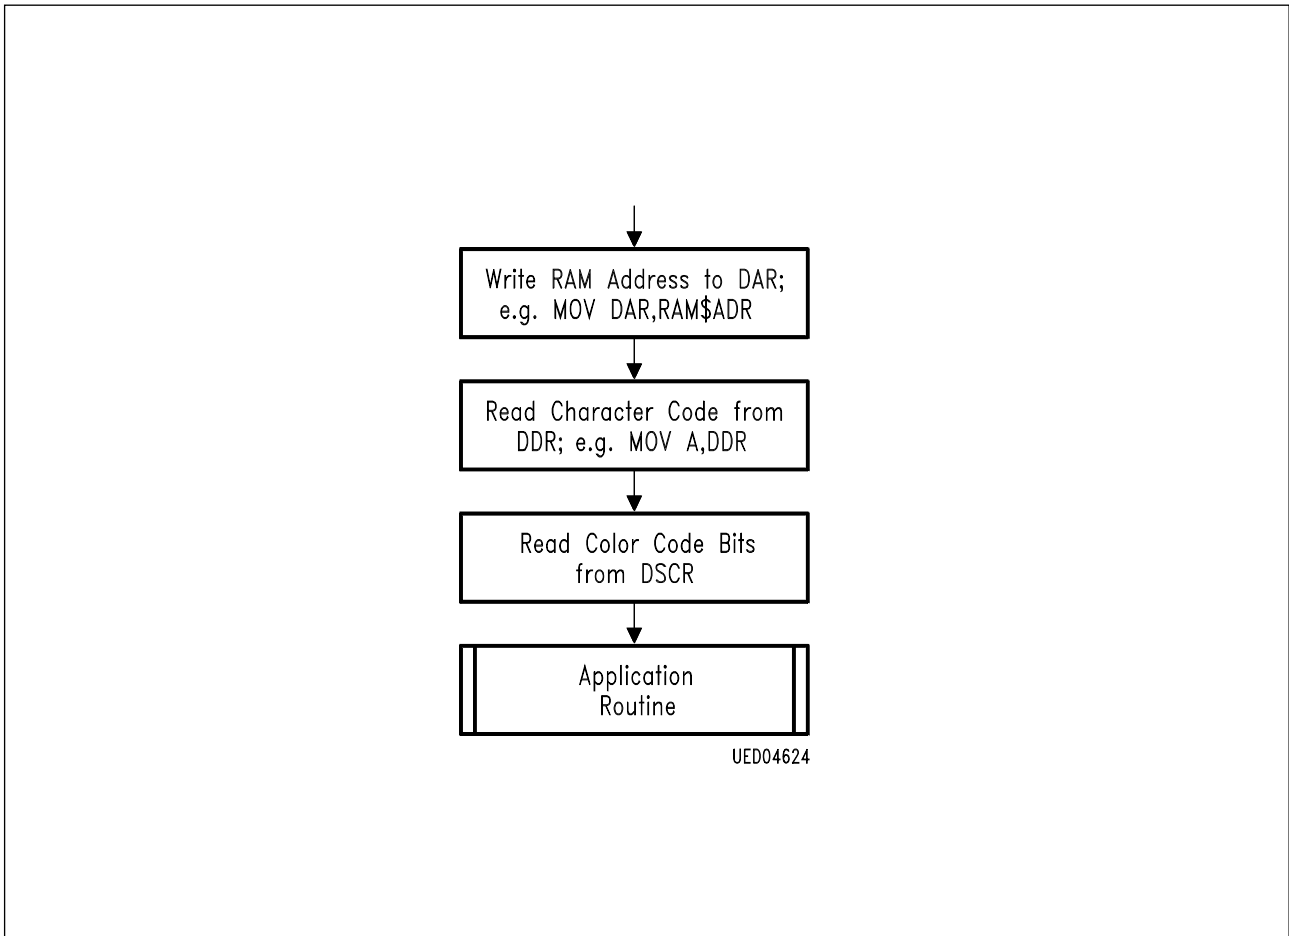 Write RAM Address to DAR;
e.g. MOV DAR,RAM$ADR
Read Character Code from
DDR; e.g. MOV A,DDR
Read Color Code Bits
from DSCR
Application
Routine
UED04624